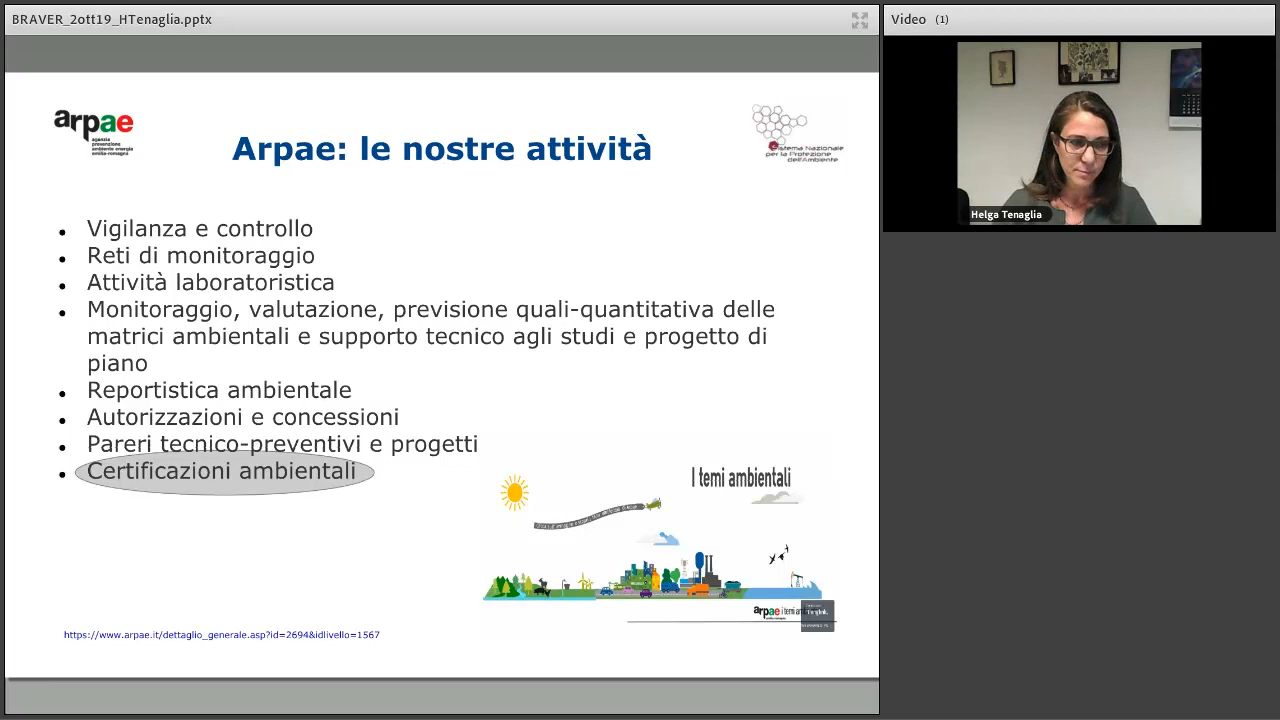 BRAVER_2ott19_HTenaglia.pptx
Video (1)
Helga Tenaglia
arpae
agenzia
prevenzione
ambiente energia
emilia-romagna
Arpae: le nostre attività
Sistema Nazionale
per la Protezione
dell'Ambiente
Vigilanza e controllo
Reti di monitoraggio
Attività laboratoristica
Monitoraggio, valutazione, previsione quali-quantitativa delle
matrici ambientali e supporto tecnico agli studi e progetto di
piano
Reportistica ambientale
Autorizzazioni e concessioni
Pareri tecnico-preventivi e progetti
Certificazioni ambientali
I temi ambientali
arpae
https://www.arpae.it/dettaglio_generale.asp?id=2694&idlivello=1567